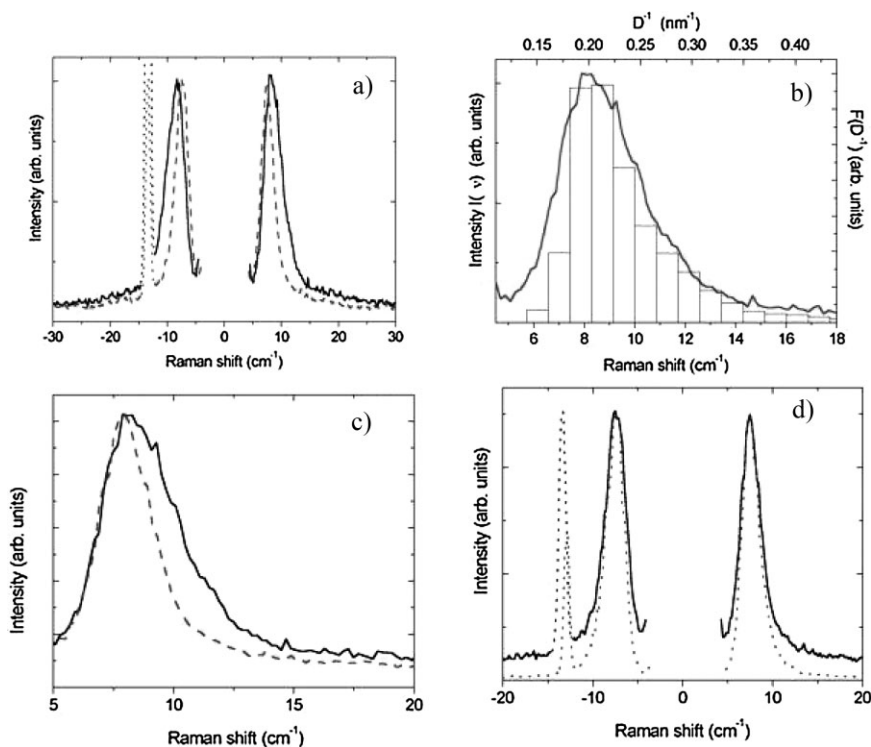 a)
Intensity (arb. units)
-30 -20 -10 0 10 20 30
Raman shift (cm⁻¹)
D⁻¹ (nm⁻¹)
0.15 0.20 0.25 0.30 0.35 0.40
b)
Intensity I( ν) (arb. units)
F(D⁻¹) (arb. units)
6 8 10 12 14 16 18
Raman shift (cm⁻¹)
c)
Intensity (arb. units)
5 10 15 20
Raman shift (cm⁻¹)
d)
Intensity (arb. units)
-20 -10 0 10 20
Raman shift (cm⁻¹)